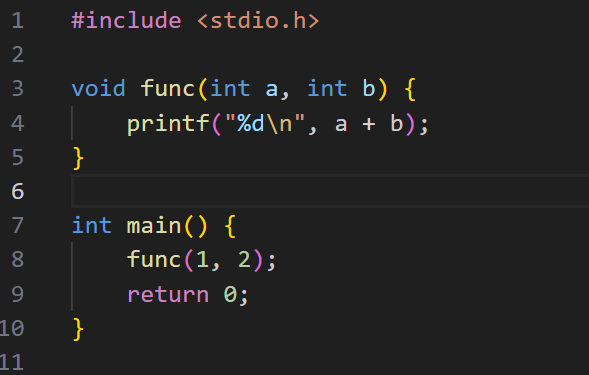 1 #include <stdio.h>
2
3 void func(int a, int b) {
4     printf("%d\n", a + b);
5 }
6
7 int main() {
8     func(1, 2);
9     return 0;
10 }
11